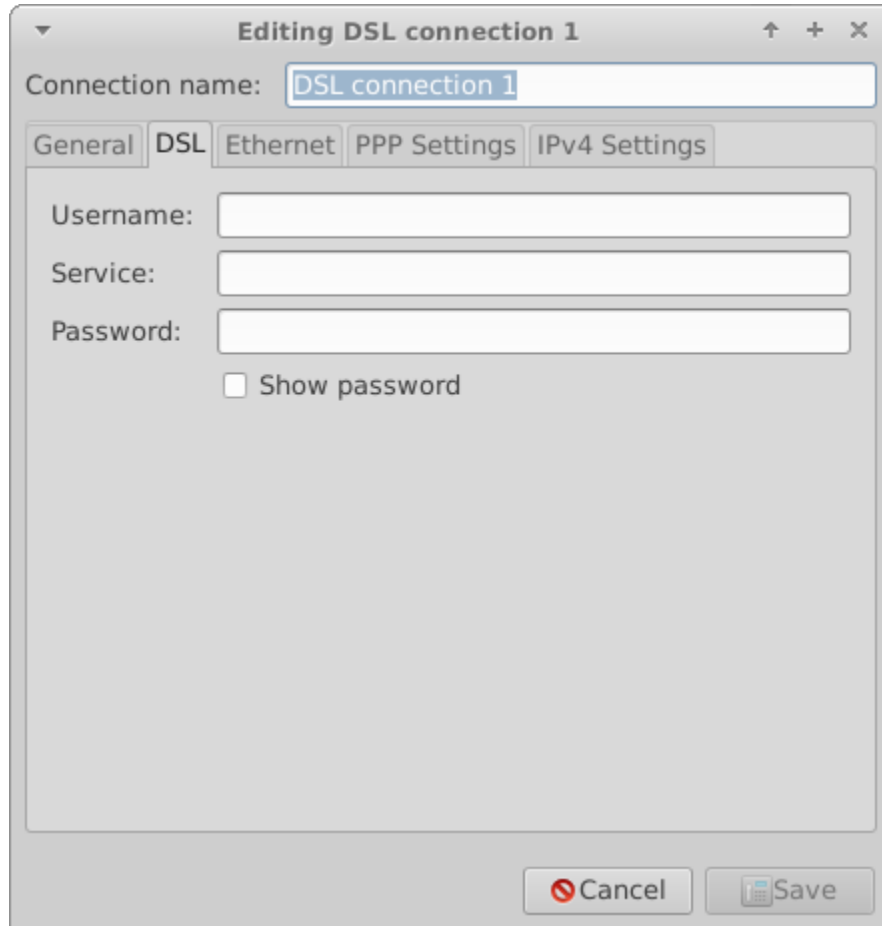 Editing DSL connection 1
Connection name: DSL connection 1
General DSL Ethernet PPP Settings IPv4 Settings
Username:
Service:
Password:
Show password
Cancel Save